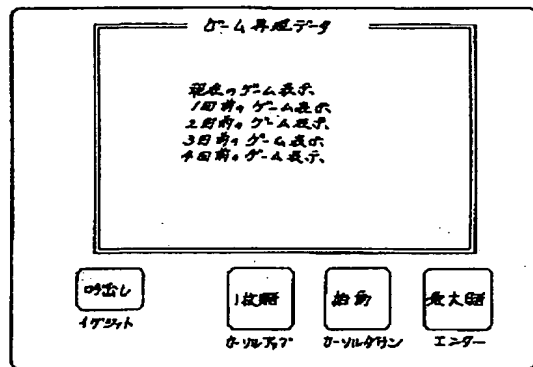 ゲーム再現データ
現在のゲーム表示
1回前のゲーム表示
2回前のゲーム表示
3回前のゲーム表示
4回前のゲーム表示
呼出し
1枚賭
始動
最大賭
イグジット
カーソルアップ
カーソルダウン
エンター